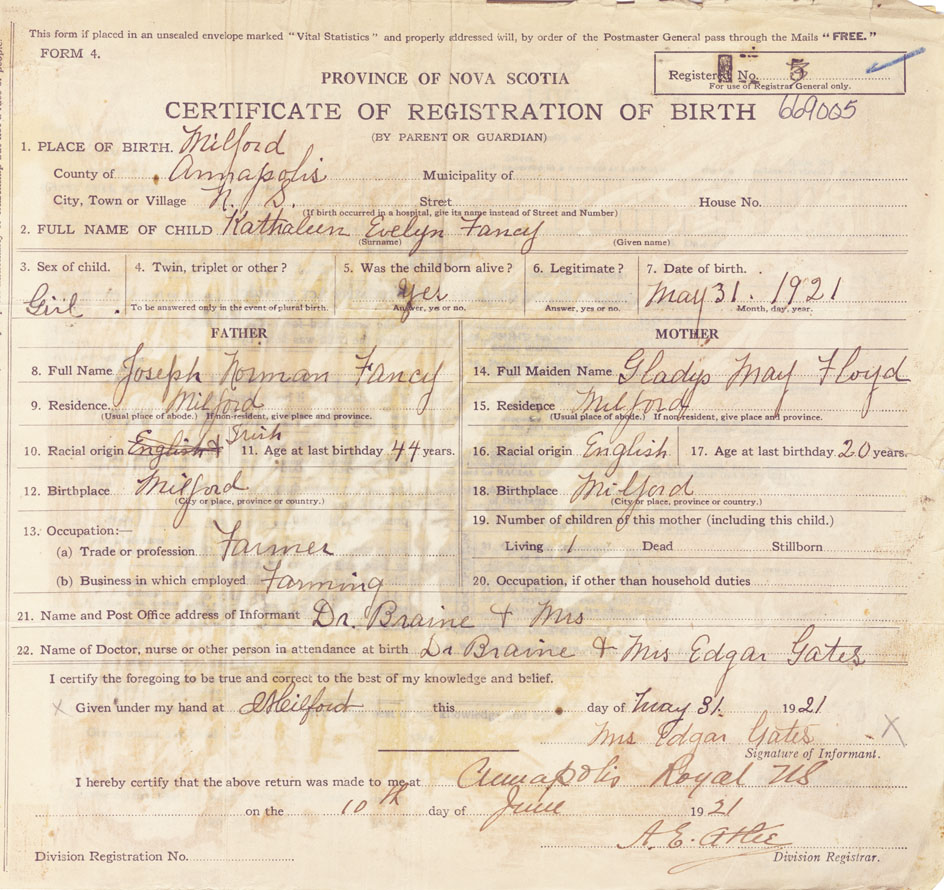 This form if placed in an unsealed envelope marked "Vital Statistics" and properly addressed will, by order of the Postmaster General pass through the Mails "FREE."
FORM 4.
Registered No. 3
For use of Registrar General only.
PROVINCE OF NOVA SCOTIA
CERTIFICATE OF REGISTRATION OF BIRTH 669005
(BY PARENT OR GUARDIAN)
1. PLACE OF BIRTH. Milford
County of Annapolis Municipality of
City, Town or Village N. S. Street House No.
(If birth occurred in a hospital, give its name instead of Street and Number)
2. FULL NAME OF CHILD Kathaleen Evelyn Fancy
(Surname) (Given name)
3. Sex of child. 4. Twin, triplet or other? 5. Was the child born alive? 6. Legitimate? 7. Date of birth.
Girl Yes May 31. 1921
To be answered only in the event of plural birth. Answer, yes or no. Answer, yes or no. Month, day, year.
FATHER MOTHER
8. Full Name Joseph Norman Fancy 14. Full Maiden Name Gladys May Floyd
9. Residence. Milford 15. Residence Milford
(Usual place of abode.) If non-resident, give place and province. (Usual place of abode.) If non-resident, give place and province.
10. Racial origin English & Irish 11. Age at last birthday 44 years. 16. Racial origin English 17. Age at last birthday 20 years.
12. Birthplace Milford 18. Birthplace Milford
(City or place, province or country.) (City or place, province or country.)
13. Occupation:— 19. Number of children of this mother (including this child.)
(a) Trade or profession Farmer Living 1 Dead Stillborn
(b) Business in which employed Farming 20. Occupation, if other than household duties
21. Name and Post Office address of Informant Dr. Braine & Mrs
22. Name of Doctor, nurse or other person in attendance at birth Dr Braine & Mrs Edgar Gates
I certify the foregoing to be true and correct to the best of my knowledge and belief.
x Given under my hand at Milford this day of May 31. 1921
Mrs Edgar Gates x
Signature of Informant.
I hereby certify that the above return was made to me at Annapolis Royal NS
on the 10th day of June 1921
A. E. Atlee
Division Registration No. Division Registrar.